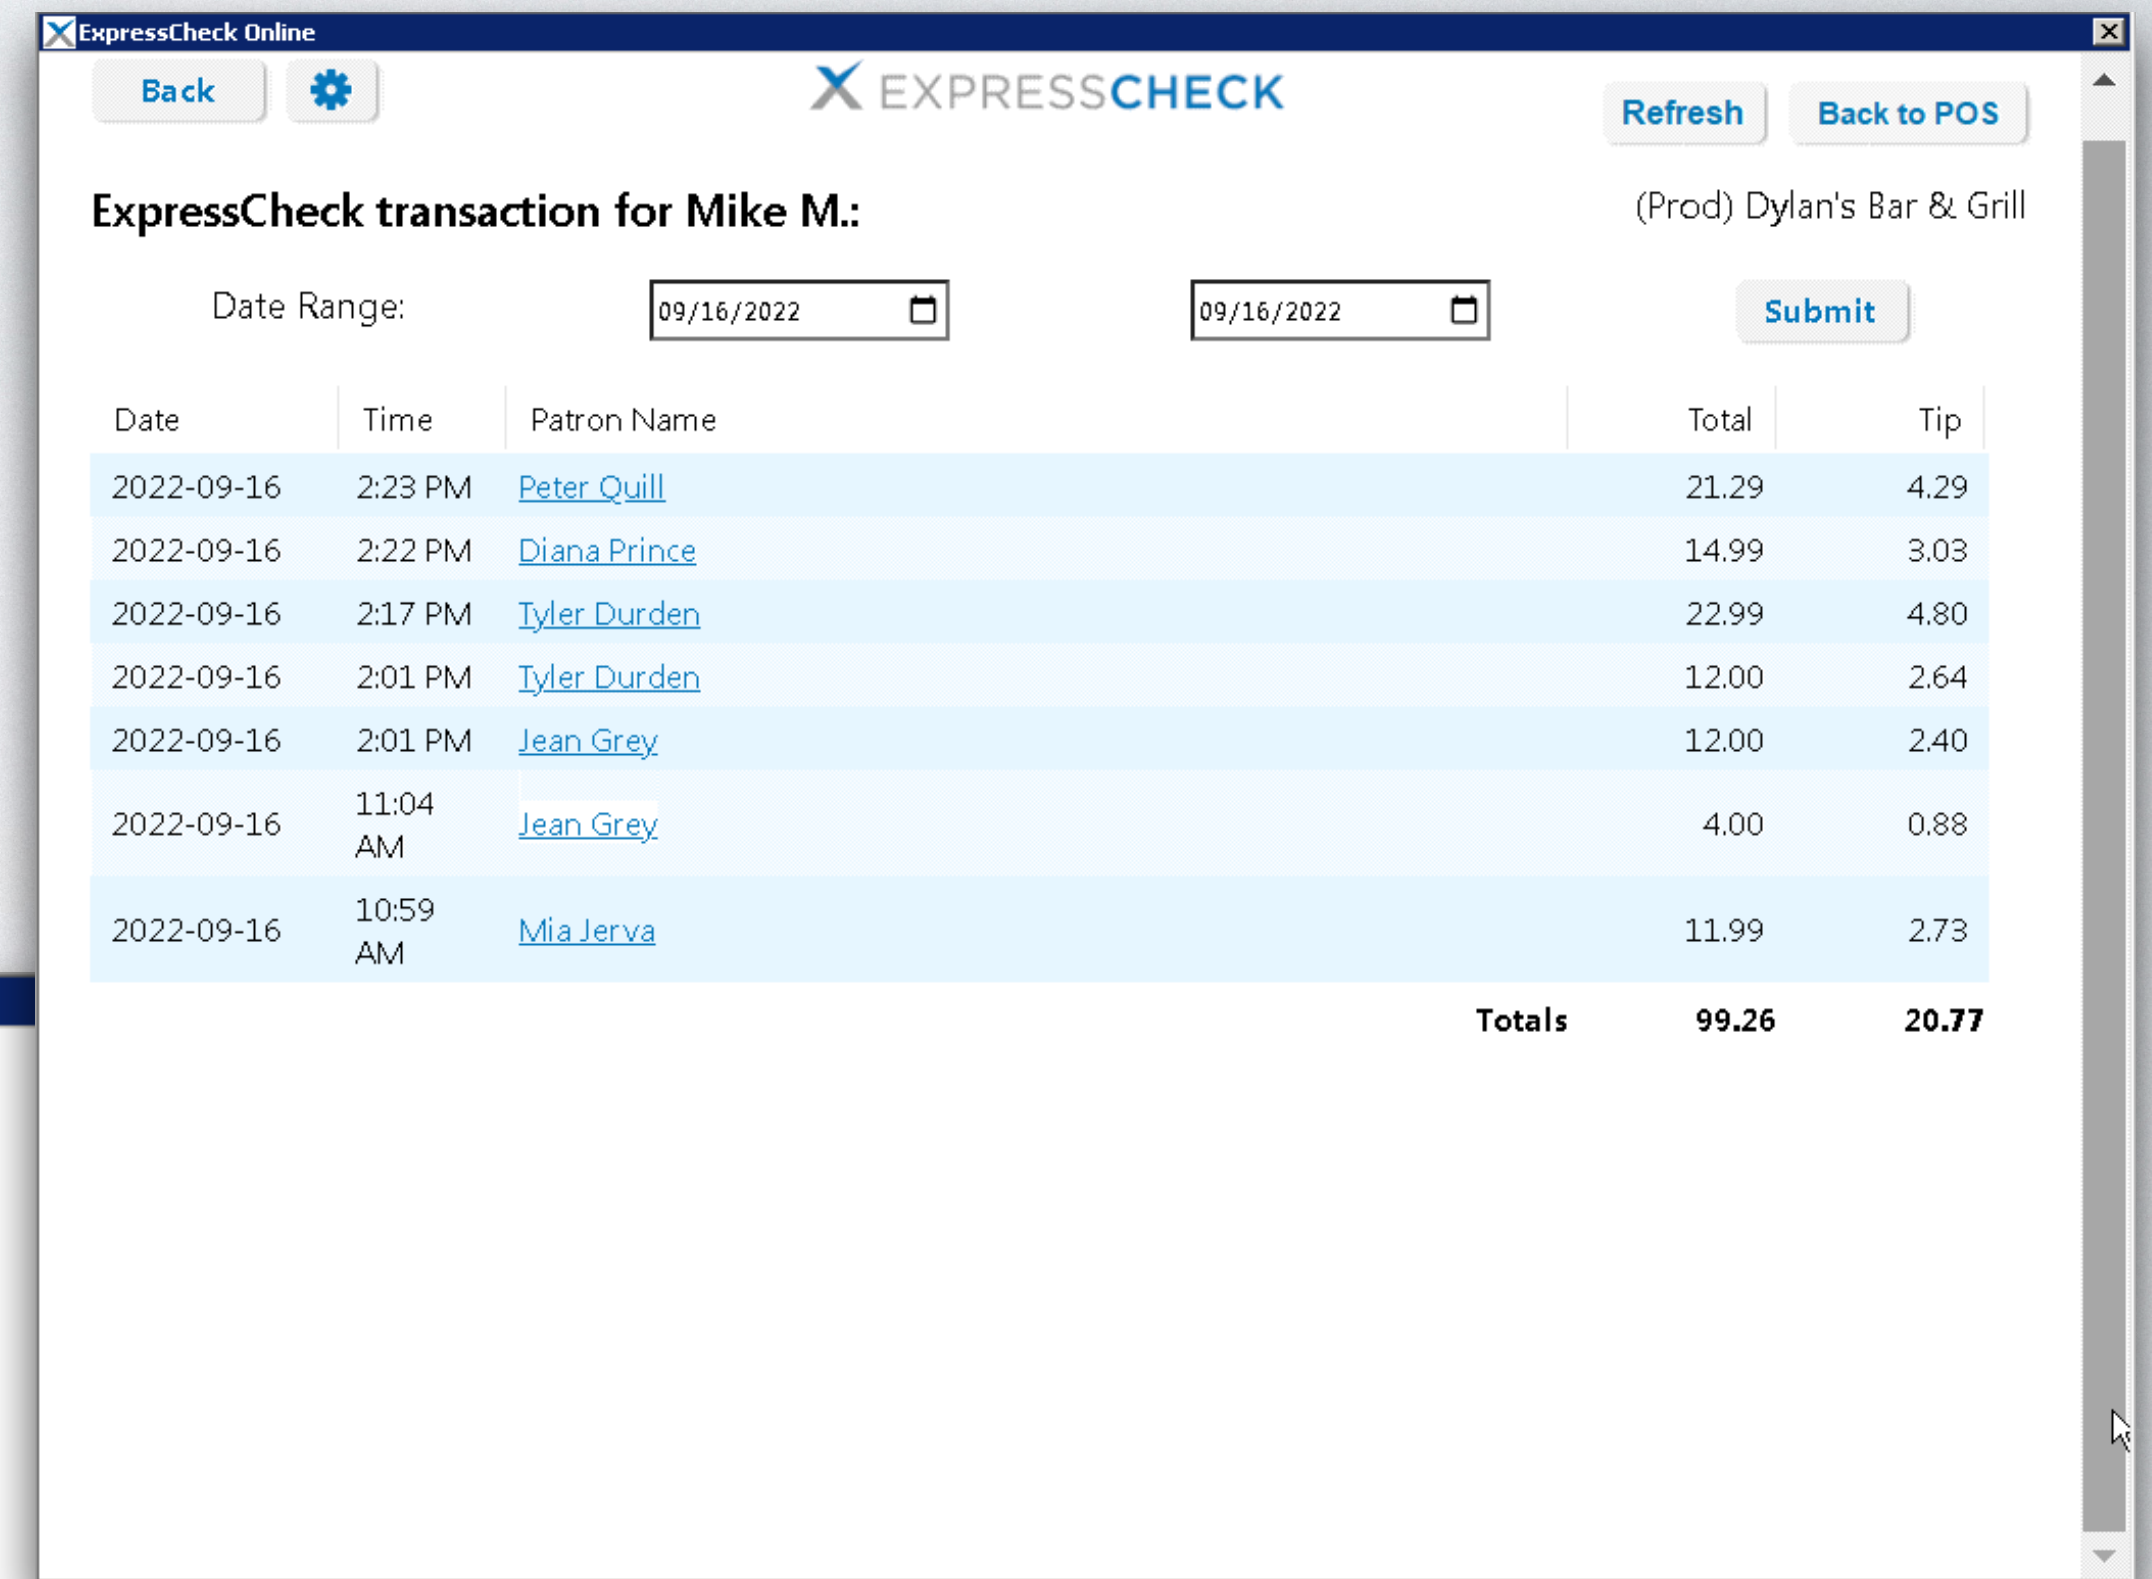 ExpressCheck Online
Back
EXPRESSCHECK
Refresh
Back to POS
ExpressCheck transaction for Mike M.:
(Prod) Dylan's Bar & Grill
Date Range:
09/16/2022
09/16/2022
Submit
Date Time Patron Name Total Tip
2022-09-16 2:23 PM Peter Quill 21.29 4.29
2022-09-16 2:22 PM Diana Prince 14.99 3.03
2022-09-16 2:17 PM Tyler Durden 22.99 4.80
2022-09-16 2:01 PM Tyler Durden 12.00 2.64
2022-09-16 2:01 PM Jean Grey 12.00 2.40
2022-09-16 11:04 AM Jean Grey 4.00 0.88
2022-09-16 10:59 AM Mia Jerva 11.99 2.73
Totals 99.26 20.77